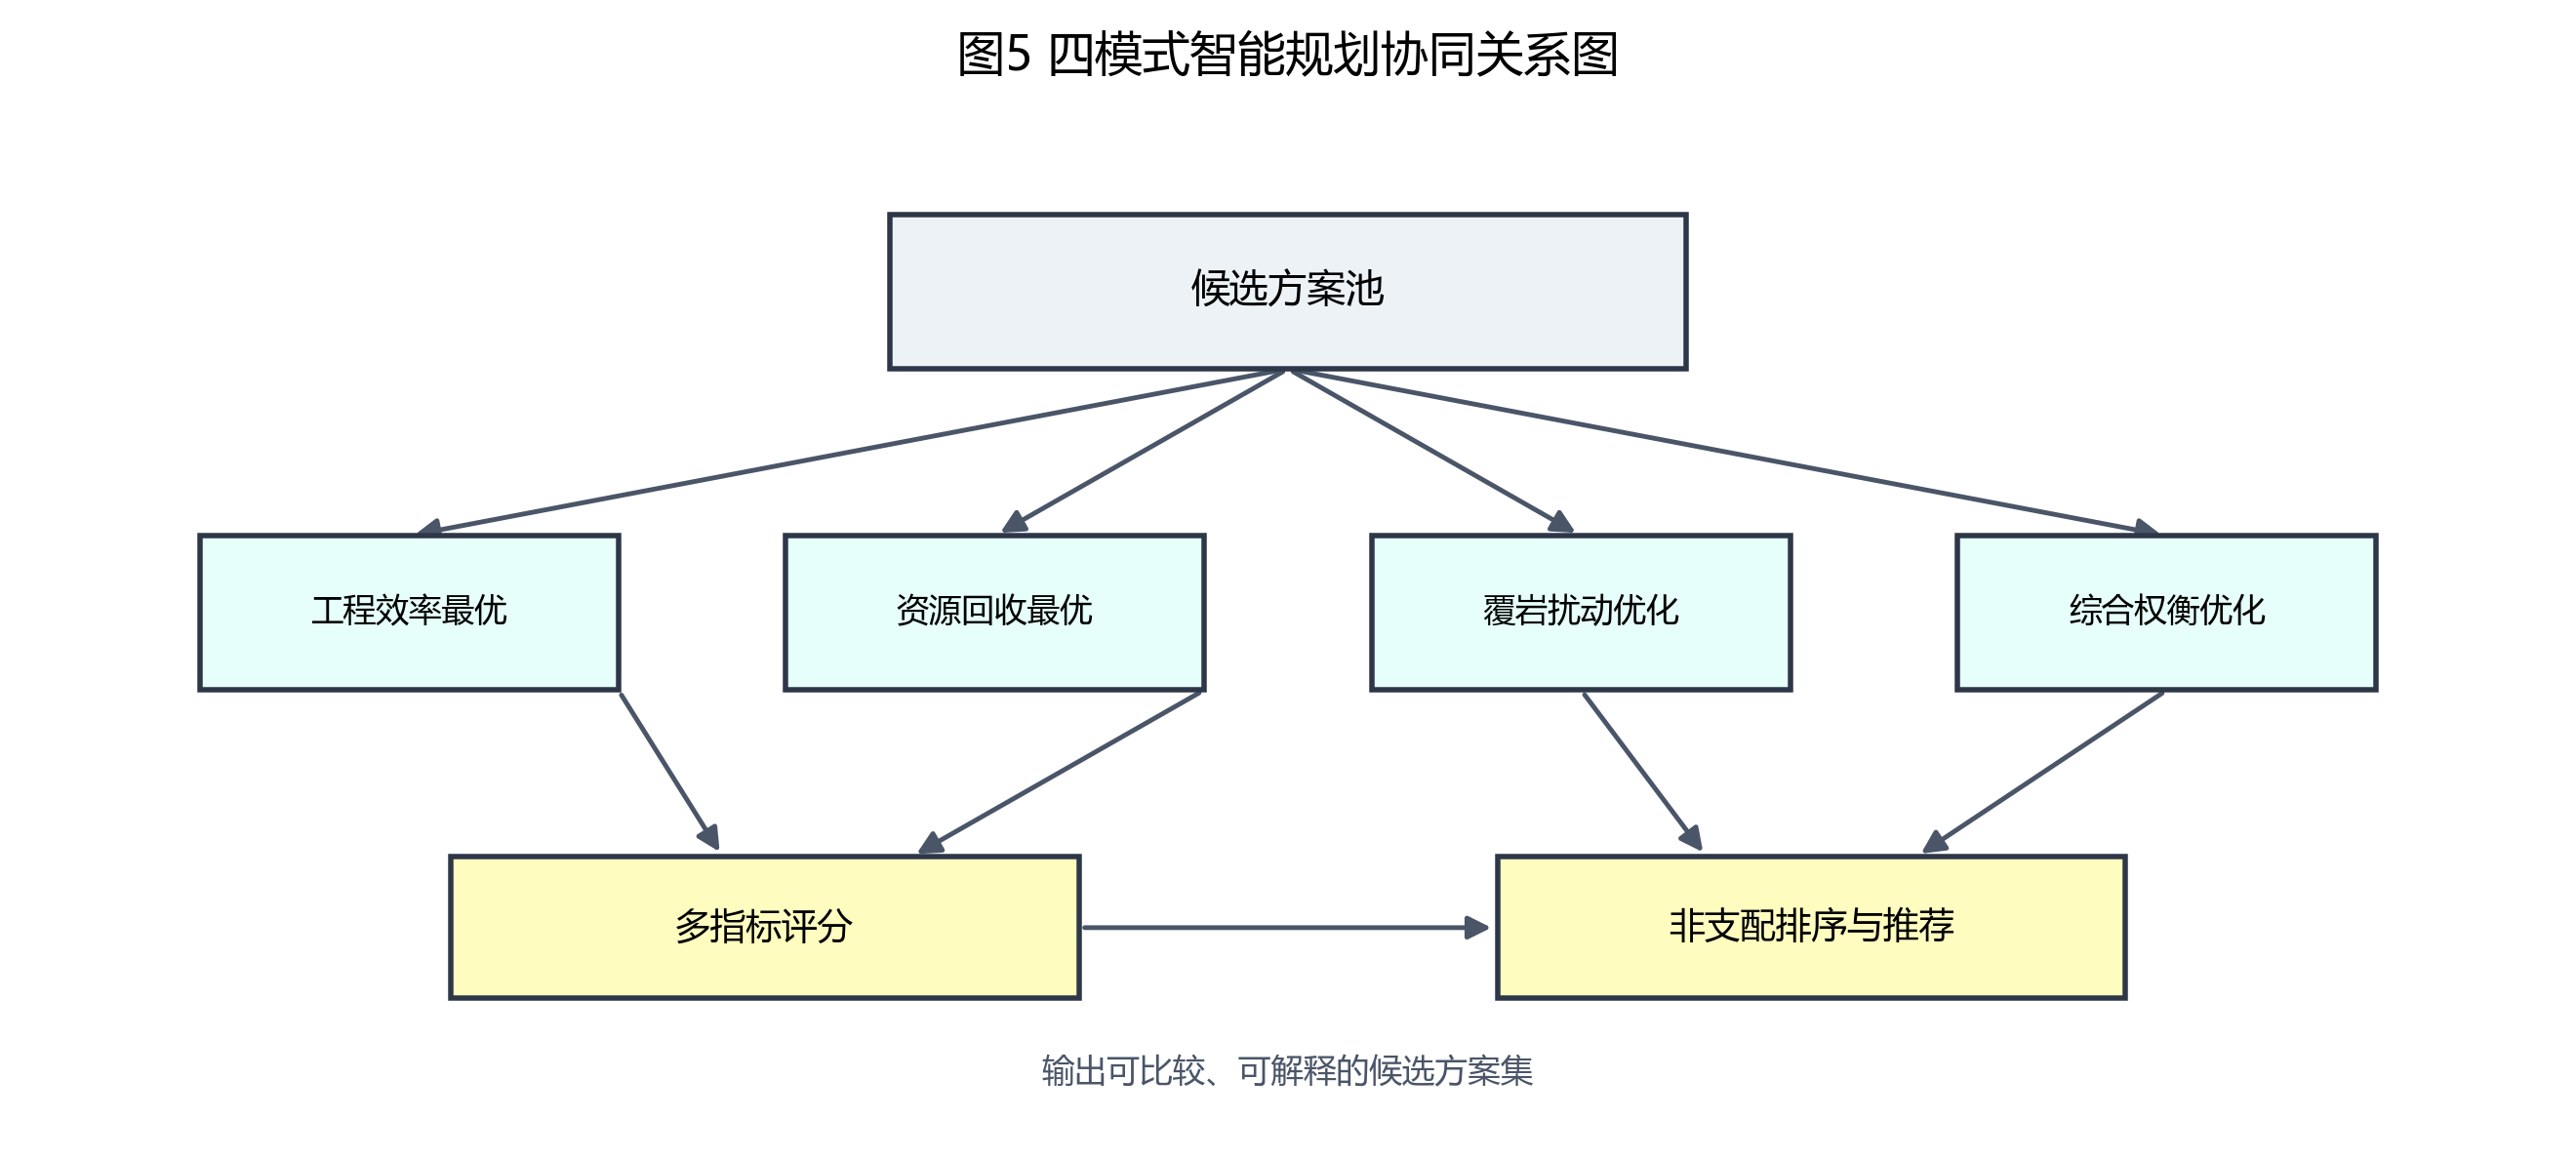 图5 四模式智能规划协同关系图
候选方案池
工程效率最优
资源回收最优
覆岩扰动优化
综合权衡优化
多指标评分
非支配排序与推荐
输出可比较、可解释的候选方案集